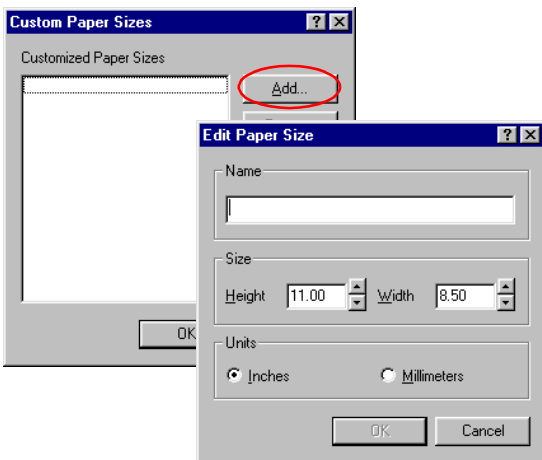 Custom Paper Sizes
Customized Paper Sizes
Add...
OK
Edit Paper Size
Name
Size
Height 11.00 Width 8.50
Units
Inches Millimeters
OK Cancel